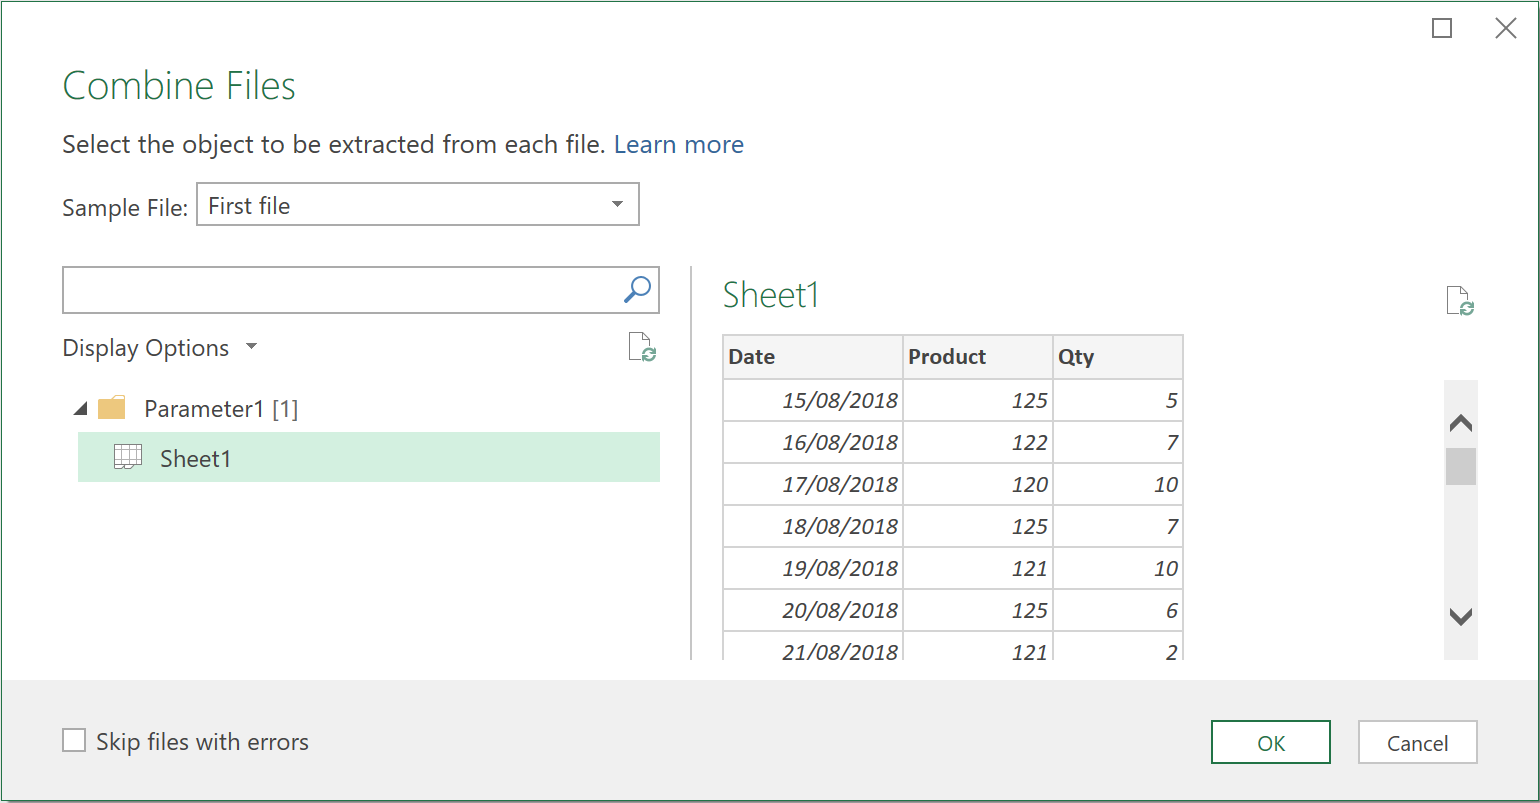 Combine Files
Select the object to be extracted from each file. Learn more
Sample File: First file
Display Options
Parameter1 [1]
Sheet1
Sheet1
Date Product Qty
15/08/2018 125 5
16/08/2018 122 7
17/08/2018 120 10
18/08/2018 125 7
19/08/2018 121 10
20/08/2018 125 6
21/08/2018 121 2
Skip files with errors
OK Cancel